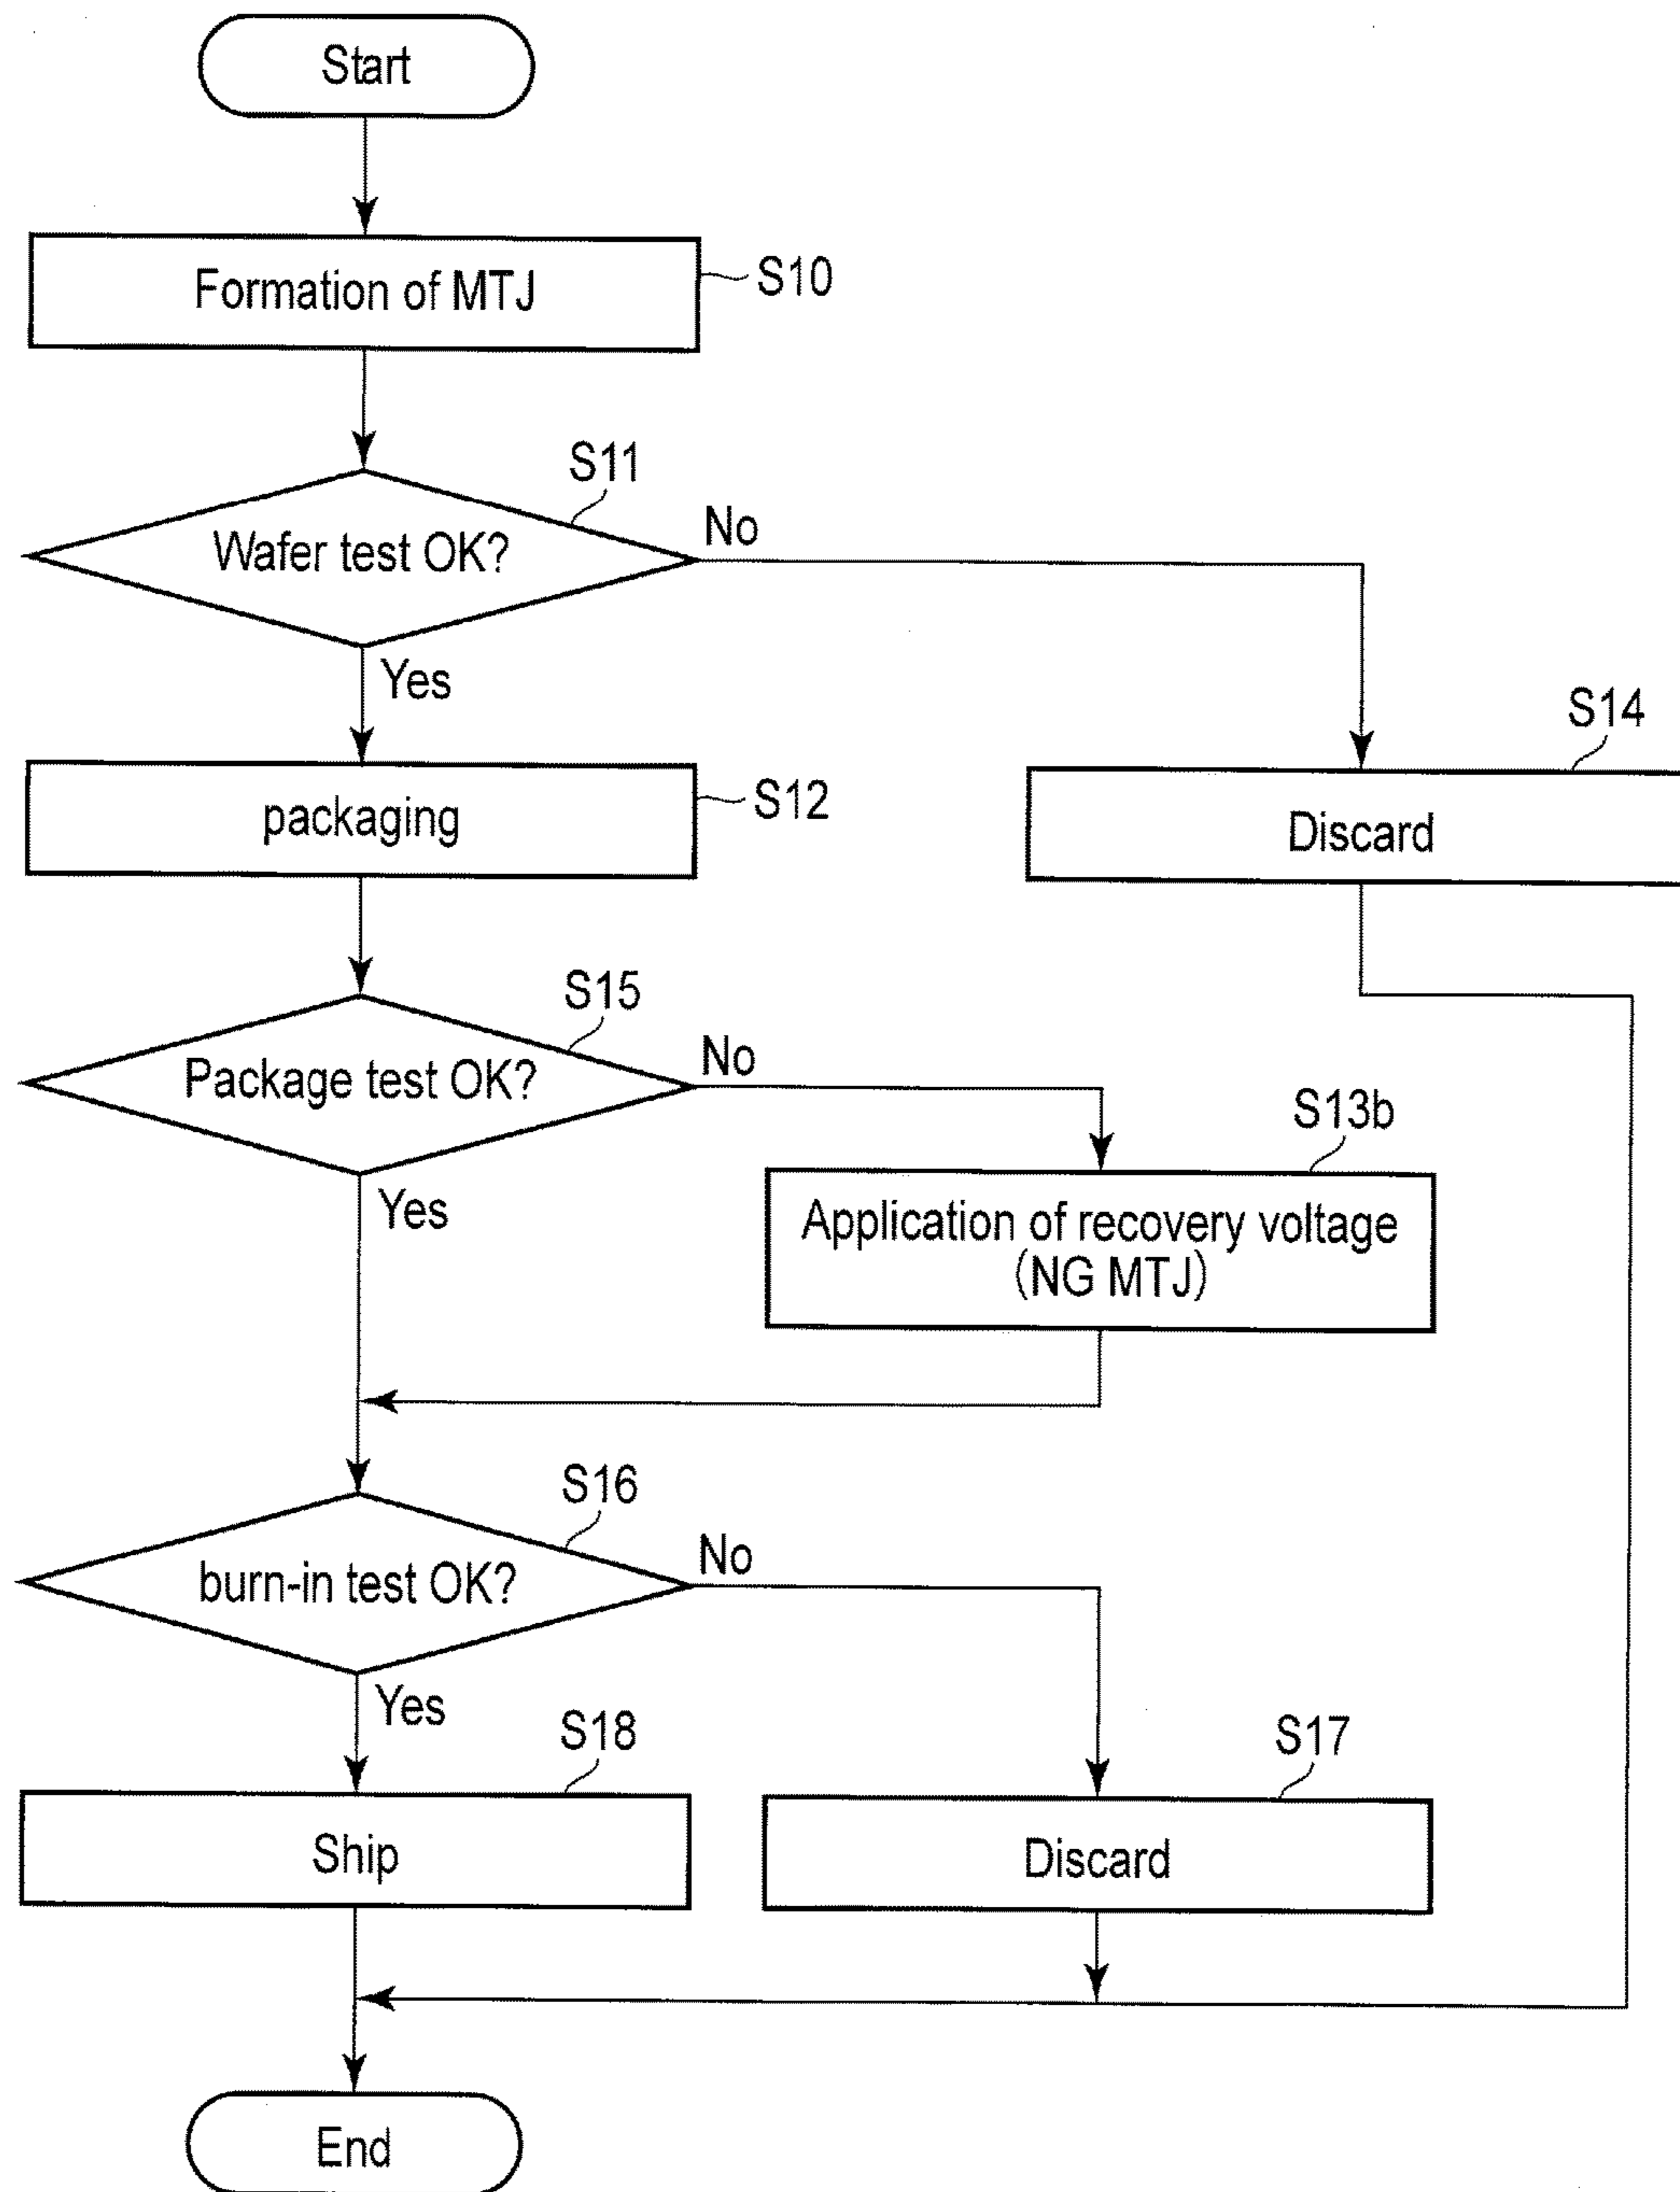 Start
Formation of MTJ
S10
S11
Wafer test OK?
No
Yes
S14
packaging
S12
Discard
S15
Package test OK?
No
S13b
Yes
Application of recovery voltage
(NG MTJ)
S16
burn-in test OK?
No
Yes
S18
S17
Ship
Discard
End